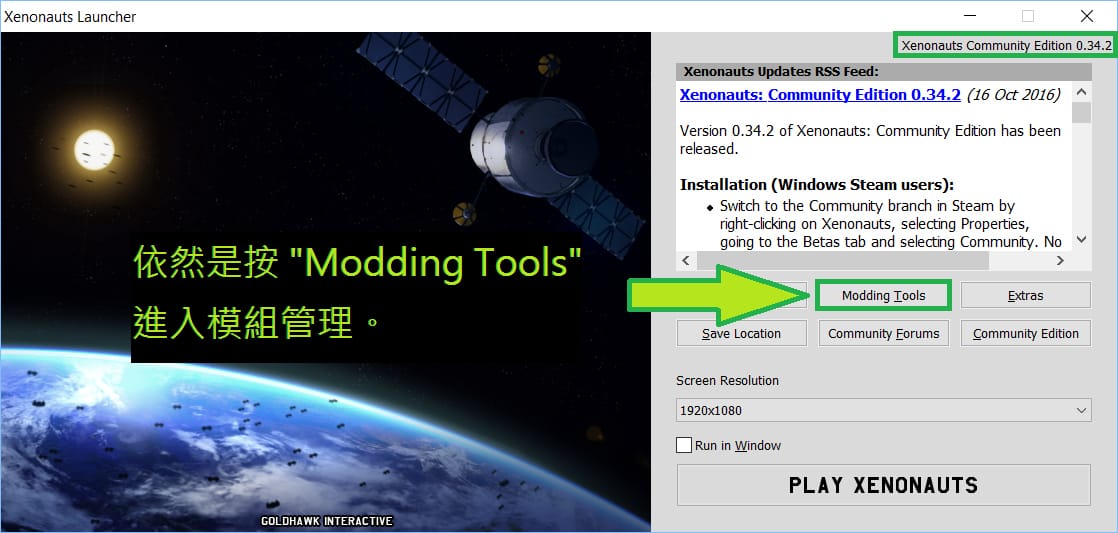 Xenonauts Launcher
Xenonauts Community Edition 0.34.2
Xenonauts Updates RSS Feed:
Xenonauts: Community Edition 0.34.2 (16 Oct 2016)
Version 0.34.2 of Xenonauts: Community Edition has been
released.
Installation (Windows Steam users):
Switch to the Community branch in Steam by
right-clicking on Xenonauts, selecting Properties,
going to the Betas tab and selecting Community. No
依然是按 "Modding Tools"
進入模組管理。
Modding Tools
Extras
Save Location
Community Forums
Community Edition
Screen Resolution
1920x1080
Run in Window
PLAY XENONAUTS
GOLDHAWK INTERACTIVE